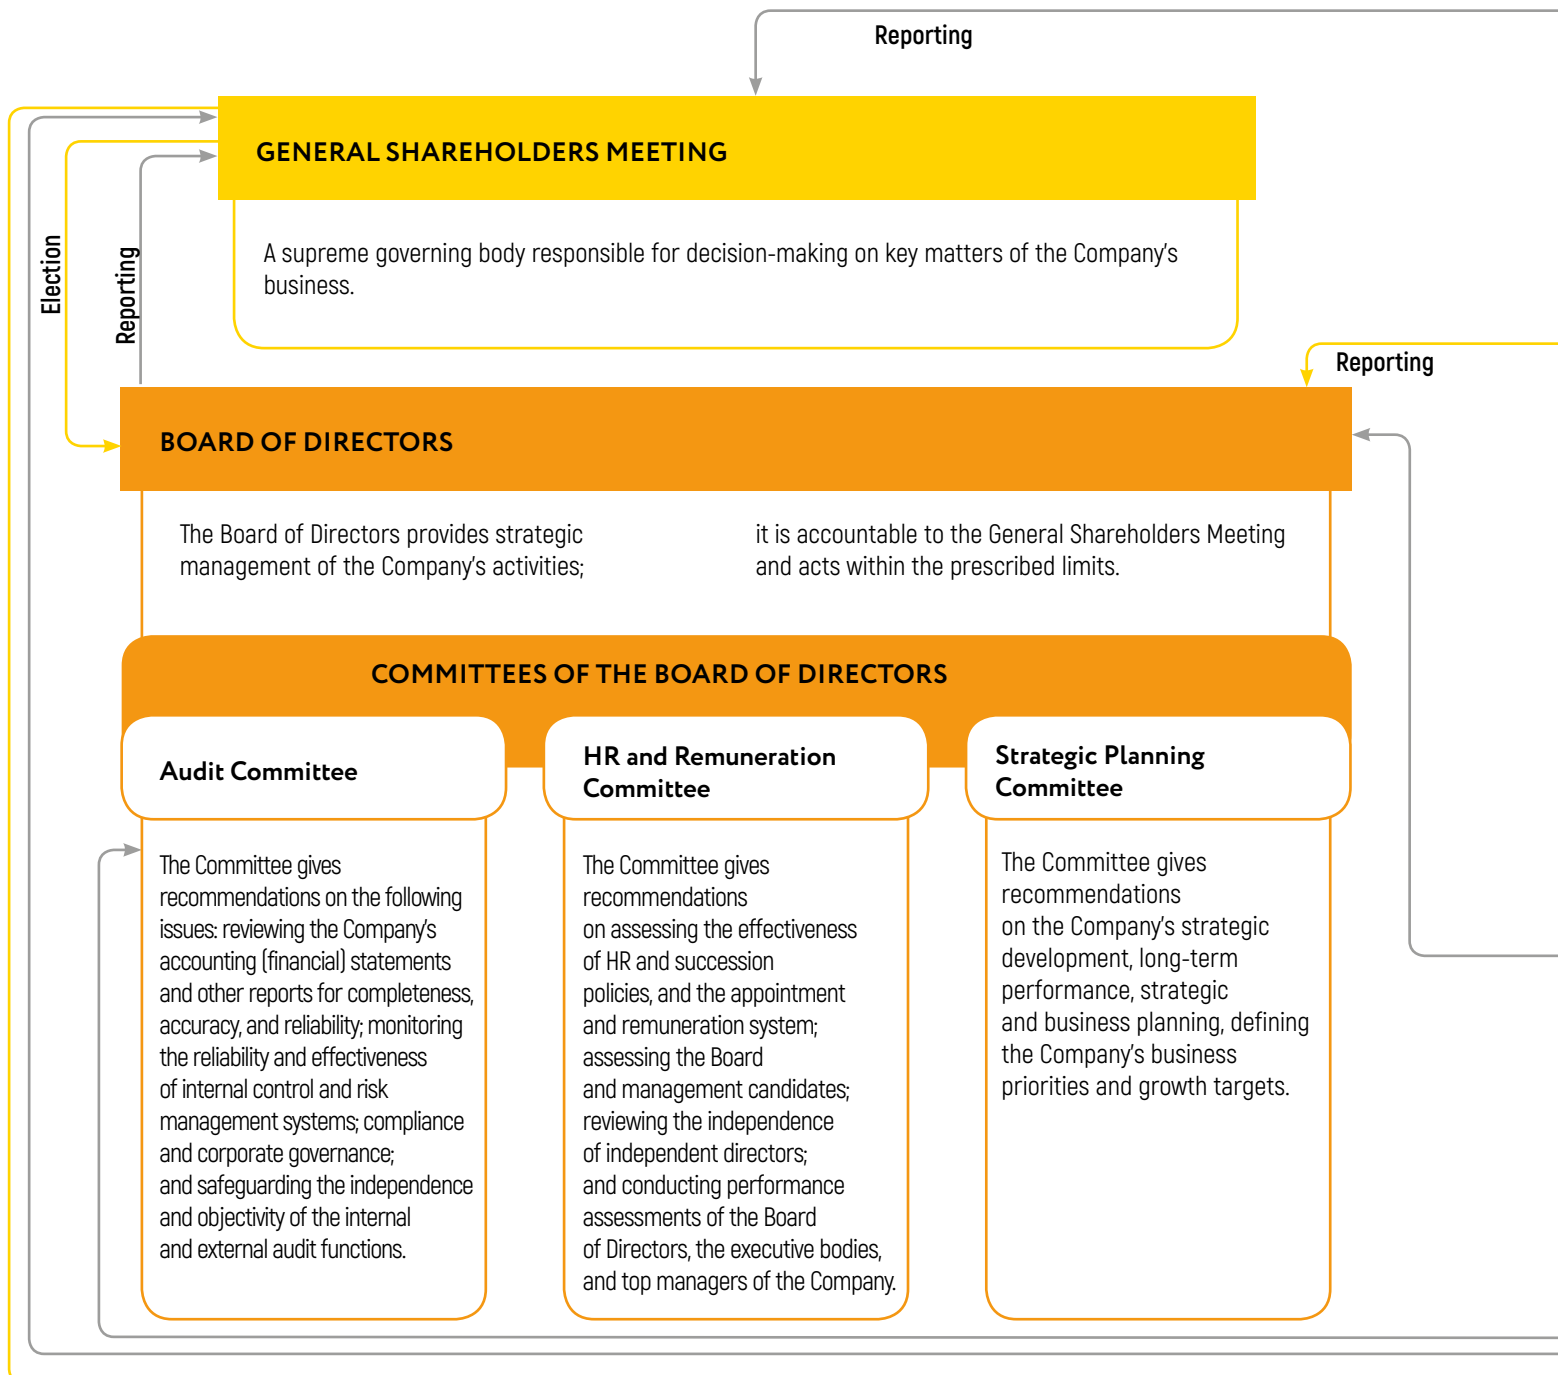 Reporting
GENERAL SHAREHOLDERS MEETING
A supreme governing body responsible for decision-making on key matters of the Company's
business.
Election
Reporting
Reporting
BOARD OF DIRECTORS
The Board of Directors provides strategic
management of the Company's activities;
it is accountable to the General Shareholders Meeting
and acts within the prescribed limits.
COMMITTEES OF THE BOARD OF DIRECTORS
Audit Committee
The Committee gives
recommendations on the following
issues: reviewing the Company's
accounting (financial) statements
and other reports for completeness,
accuracy, and reliability; monitoring
the reliability and effectiveness
of internal control and risk
management systems; compliance
and corporate governance;
and safeguarding the independence
and objectivity of the internal
and external audit functions.
HR and Remuneration
Committee
The Committee gives
recommendations
on assessing the effectiveness
of HR and succession
policies, and the appointment
and remuneration system;
assessing the Board
and management candidates;
reviewing the independence
of independent directors;
and conducting performance
assessments of the Board
of Directors, the executive bodies,
and top managers of the Company.
Strategic Planning
Committee
The Committee gives
recommendations
on the Company's strategic
development, long-term
performance, strategic
and business planning, defining
the Company's business
priorities and growth targets.